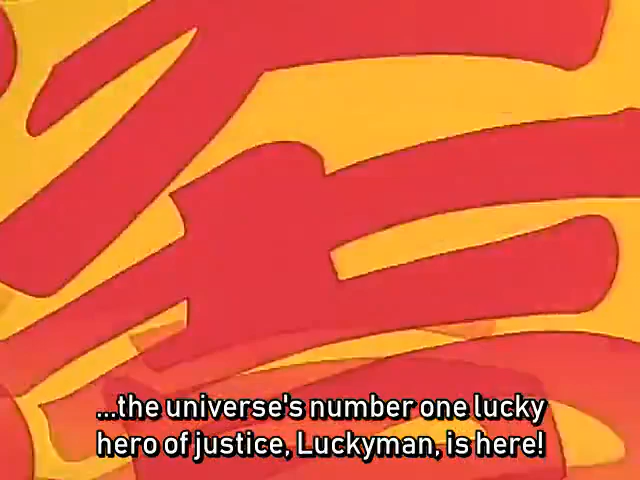 ...the universe's number one lucky
hero of justice, Luckyman, is here!